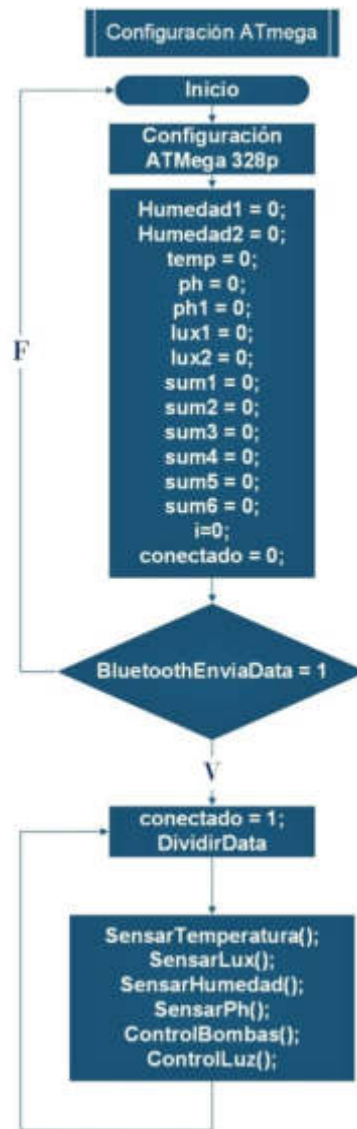 Configuración ATmega
Inicio
Configuración
ATMega 328p
Humedad1 = 0;
Humedad2 = 0;
temp = 0;
ph = 0;
ph1 = 0;
lux1 = 0;
lux2 = 0;
sum1 = 0;
sum2 = 0;
sum3 = 0;
sum4 = 0;
sum5 = 0;
sum6 = 0;
i=0;
conectado = 0;
F
BluetoothEnviaData = 1
V
conectado = 1;
DividirData
SensarTemperatura();
SensarLux();
SensarHumedad();
SensarPh();
ControlBombas();
ControlLuz();